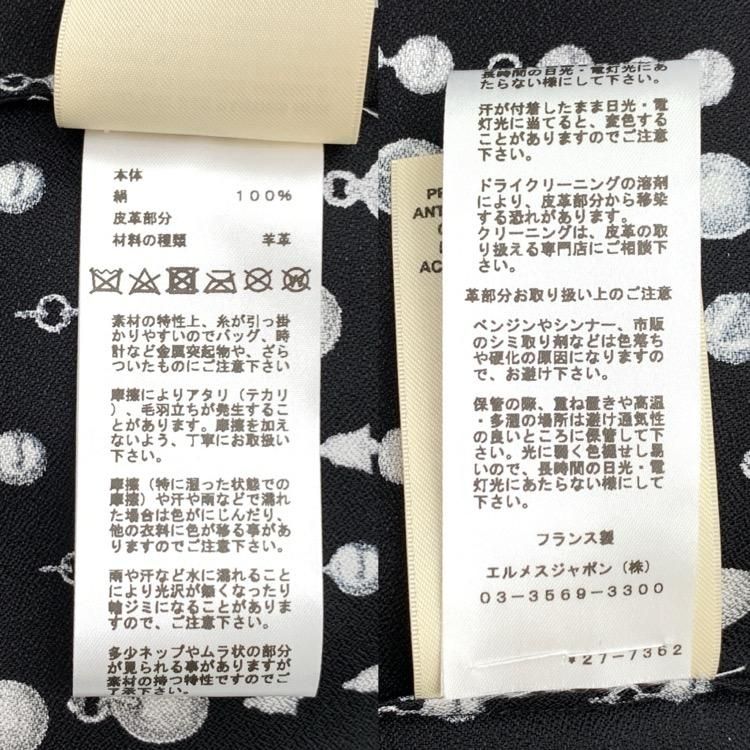 本体
絹 100%
皮革部分
材料の種類 羊革
素材の特性上、糸が引っ掛
かりやすいのでバッグ、時
計など金属突起物や、ざら
ついたものにご注意下さい
摩擦によりアタリ（テカリ
）、毛羽立ちが発生するこ
とがあります。摩擦を加え
ないよう、丁寧にお取扱い
下さい。
摩擦（特に湿った状態での
摩擦）や汗や雨などで濡れ
た場合は色がにじんだり、
他の衣料に色が移る事があ
りますのでご注意下さい。
雨や汗など水に濡れること
により光沢が無くなったり
輪ジミになることがありま
すので、ご注意下さい。
多少ネップやムラ状の部分
が見られる事がありますが
素材の持つ特性ですのでご
了承下さい。
長時間の日光・電灯光にあ
たらない様にして下さい。
汗が付着したまま日光・電
灯光に当てると、変色する
ことがありますのでご注意
下さい。
ドライクリーニングの溶剤
により、皮革部分から移染
する恐れがあります。
クリーニングは、皮革の取
り扱える専門店にご相談下
さい。
革部分お取り扱い上のご注意
ベンジンやシンナー、市販
のシミ取り剤などは色落ち
や硬化の原因になりますの
で、お避け下さい。
保管の際、重ね置きや高温
・多湿の場所は避け通気性
の良いところに保管して下
さい。光に弱く色褪せし易
いので、長時間の日光・電
灯光にあたらない様にして
下さい。
フランス製
エルメスジャポン（株）
03-3569-3300
¥27-7362
PR
ANT
AC